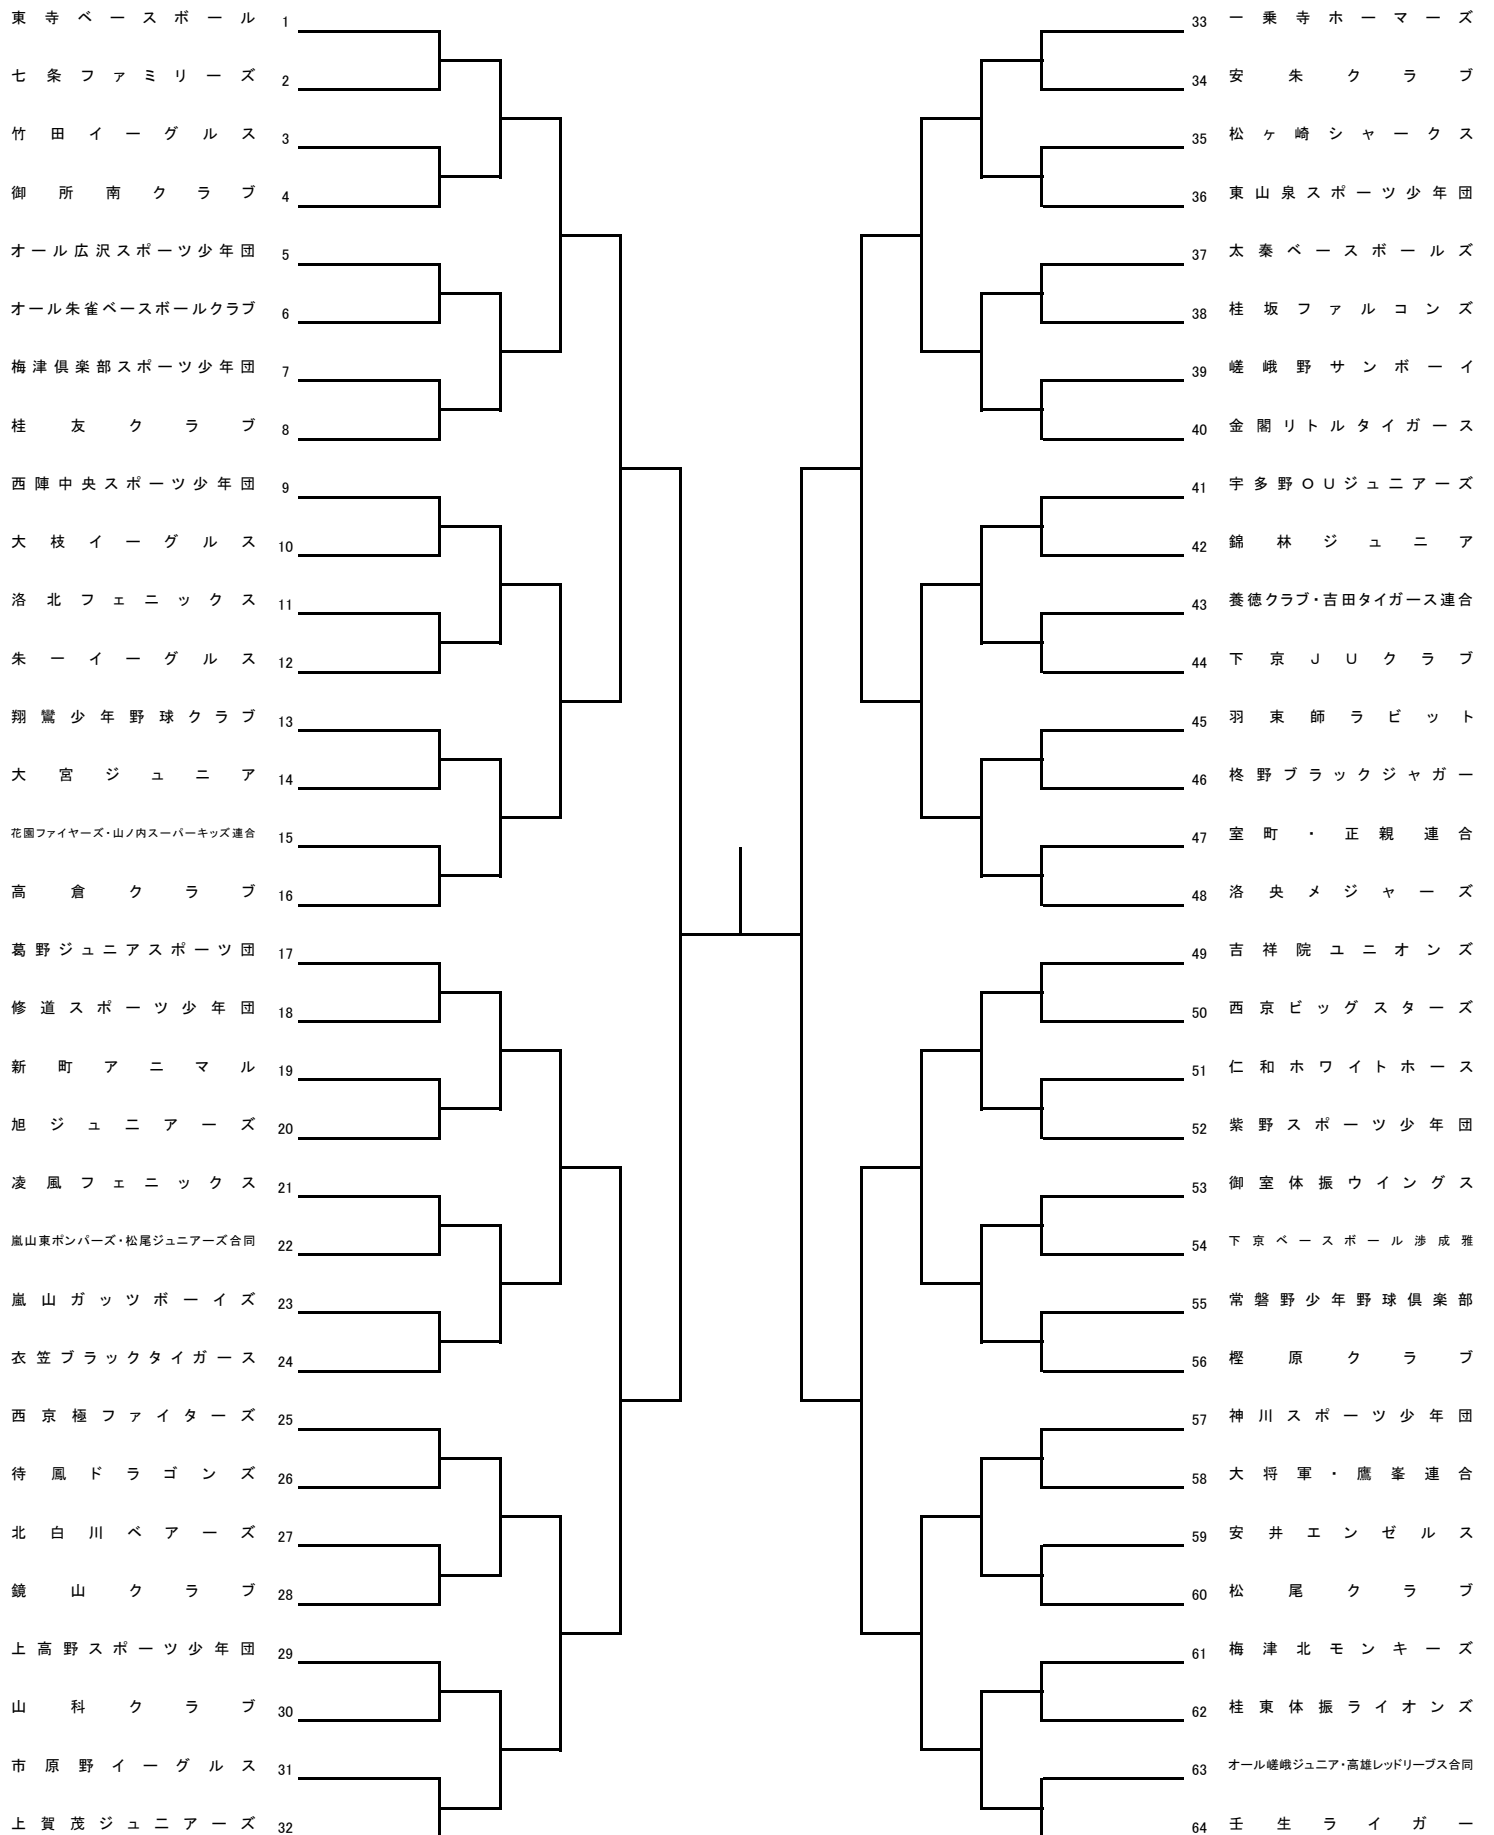 東寺ベースボール 1
七条ファミリーズ 2
竹田イーグルス 3
御所南クラブ 4
オール広沢スポーツ少年団 5
オール朱雀ベースボールクラブ 6
梅津倶楽部スポーツ少年団 7
桂友クラブ 8
西陣中央スポーツ少年団 9
大枝イーグルス 10
洛北フェニックス 11
朱一イーグルス 12
翔鸞少年野球クラブ 13
大宮ジュニア 14
花園ファイヤーズ・山ノ内スーパーキッズ連合 15
高倉クラブ 16
葛野ジュニアスポーツ団 17
修道スポーツ少年団 18
新町アニマル 19
旭ジュニアーズ 20
凌風フェニックス 21
嵐山東ボンバーズ・松尾ジュニアーズ合同 22
嵐山ガッツボーイズ 23
衣笠ブラックタイガース 24
西京極ファイターズ 25
待鳳ドラゴンズ 26
北白川ベアーズ 27
鏡山クラブ 28
上高野スポーツ少年団 29
山科クラブ 30
市原野イーグルス 31
上賀茂ジュニアーズ 32
33 一乗寺ホーマーズ
34 安朱クラブ
35 松ヶ崎シャークス
36 東山泉スポーツ少年団
37 太秦ベースボールズ
38 桂坂ファルコンズ
39 嵯峨野サンボーイ
40 金閣リトルタイガース
41 宇多野OUジュニアーズ
42 錦林ジュニア
43 養徳クラブ・吉田タイガース連合
44 下京JUクラブ
45 羽束師ラビット
46 柊野ブラックジャガー
47 室町・正親連合
48 洛央メジャーズ
49 吉祥院ユニオンズ
50 西京ビッグスターズ
51 仁和ホワイトホース
52 紫野スポーツ少年団
53 御室体振ウイングス
54 下京ベースボール渉成雅
55 常磐野少年野球倶楽部
56 樫原クラブ
57 神川スポーツ少年団
58 大将軍・鷹峯連合
59 安井エンゼルス
60 松尾クラブ
61 梅津北モンキーズ
62 桂東体振ライオンズ
63 オール嵯峨ジュニア・高雄レッドリーブス合同
64 壬生ライガー